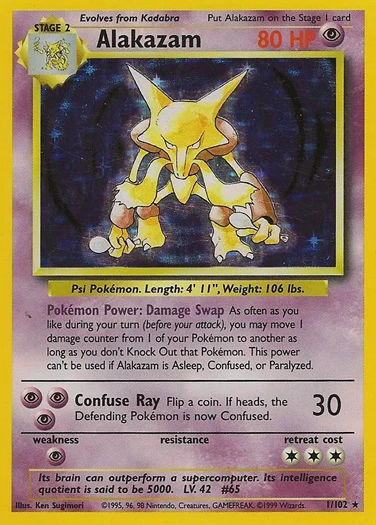 Evolves from Kadabra
Put Alakazam on the Stage 1 card
STAGE 2
Alakazam
80 HP
Psi Pokémon. Length: 4' 11", Weight: 106 lbs.
Pokémon Power: Damage Swap As often as you
like during your turn (before your attack), you may move 1
damage counter from 1 of your Pokémon to another as
long as you don't Knock Out that Pokémon. This power
can't be used if Alakazam is Asleep, Confused, or Paralyzed.
Confuse Ray Flip a coin. If heads, the
Defending Pokémon is now Confused.
30
weakness
resistance
retreat cost
Its brain can outperform a supercomputer. Its intelligence
quotient is said to be 5000. LV. 42 #65
Illus. Ken Sugimori
©1995, 96, 98 Nintendo, Creatures, GAMEFREAK. ©1999 Wizards.
1/102 ★